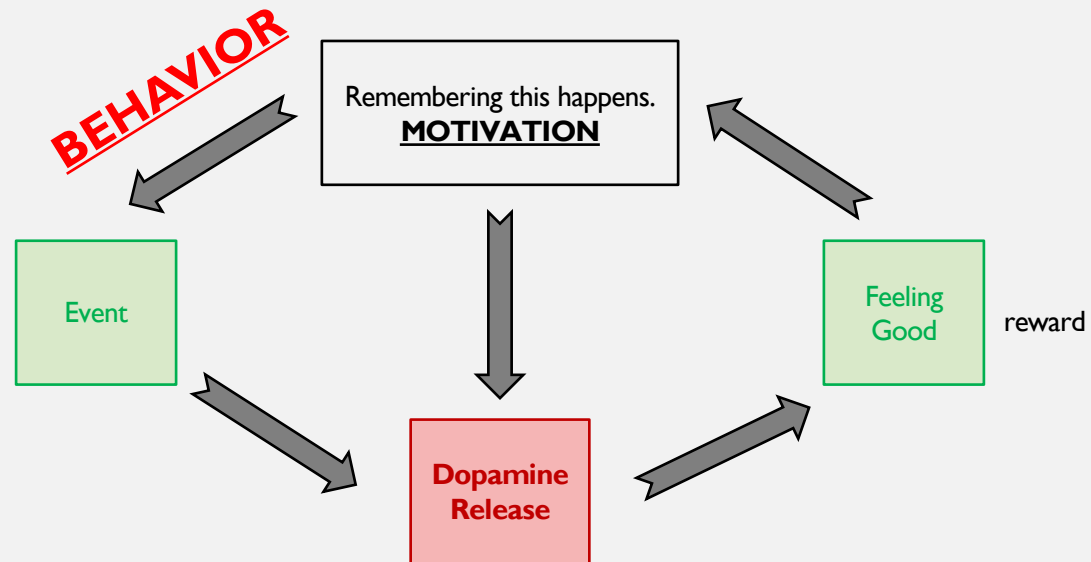 BEHAVIOR
Remembering this happens.
MOTIVATION
Event
Feeling
Good
reward
Dopamine
Release